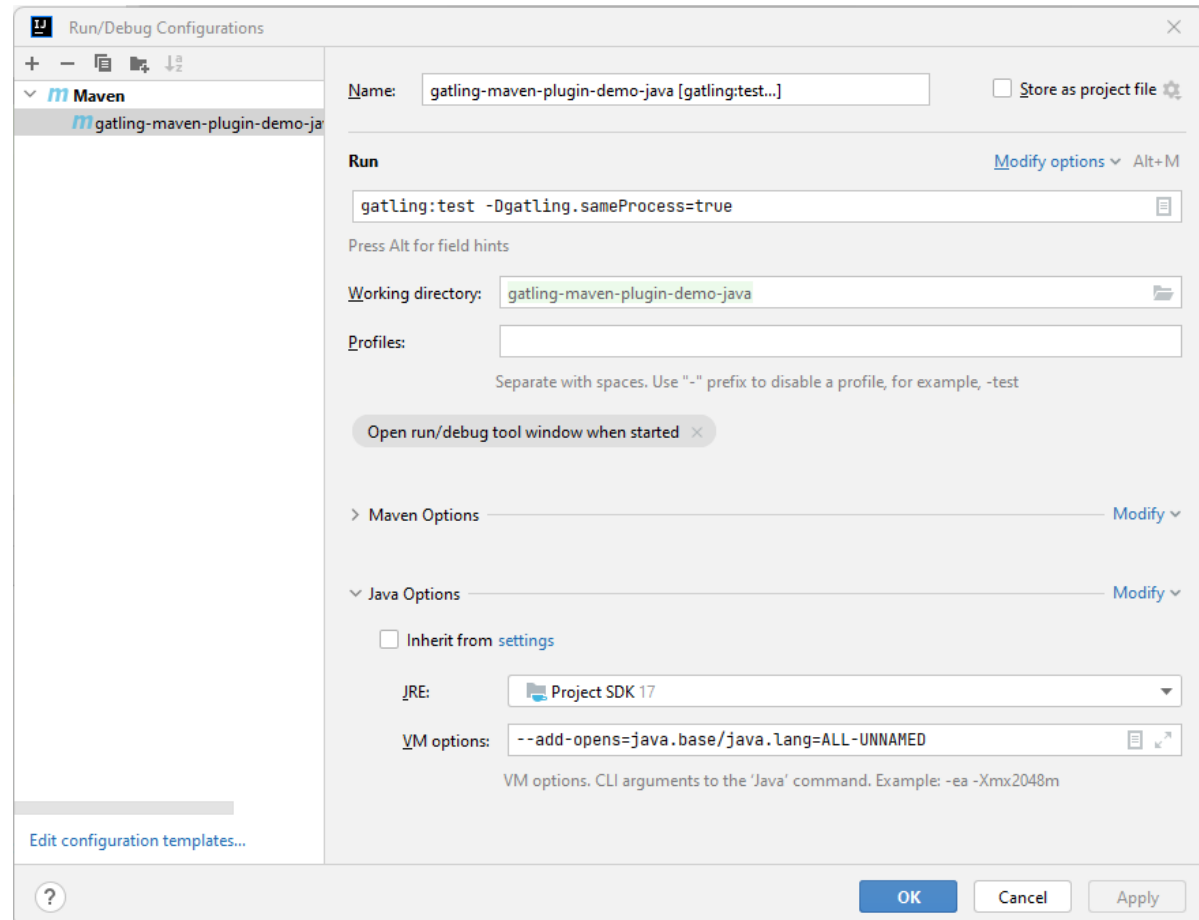 Run/Debug Configurations
Maven
gatling-maven-plugin-demo-ja
Edit configuration templates...
Name: gatling-maven-plugin-demo-java [gatling:test...]
Store as project file
Run
Modify options Alt+M
gatling:test -Dgatling.sameProcess=true
Press Alt for field hints
Working directory: gatling-maven-plugin-demo-java
Profiles:
Separate with spaces. Use "-" prefix to disable a profile, for example, -test
Open run/debug tool window when started
Maven Options Modify
Java Options Modify
Inherit from settings
JRE: Project SDK 17
VM options: --add-opens=java.base/java.lang=ALL-UNNAMED
VM options. CLI arguments to the 'Java' command. Example: -ea -Xmx2048m
? OK Cancel Apply